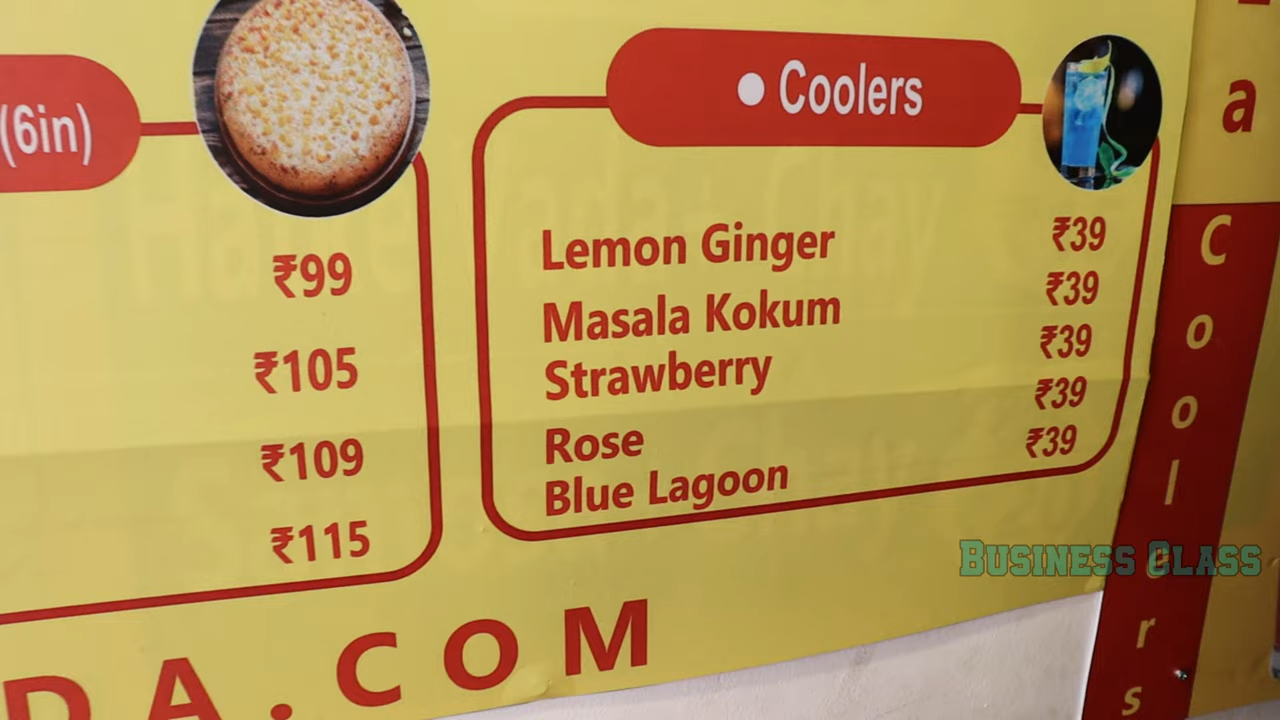 (6in)
₹99
₹105
₹109
₹115
• Coolers
Lemon Ginger ₹39
Masala Kokum ₹39
Strawberry ₹39
Rose ₹39
Blue Lagoon ₹39
DA.COM
a
Coolers
BUSINESS CLASS